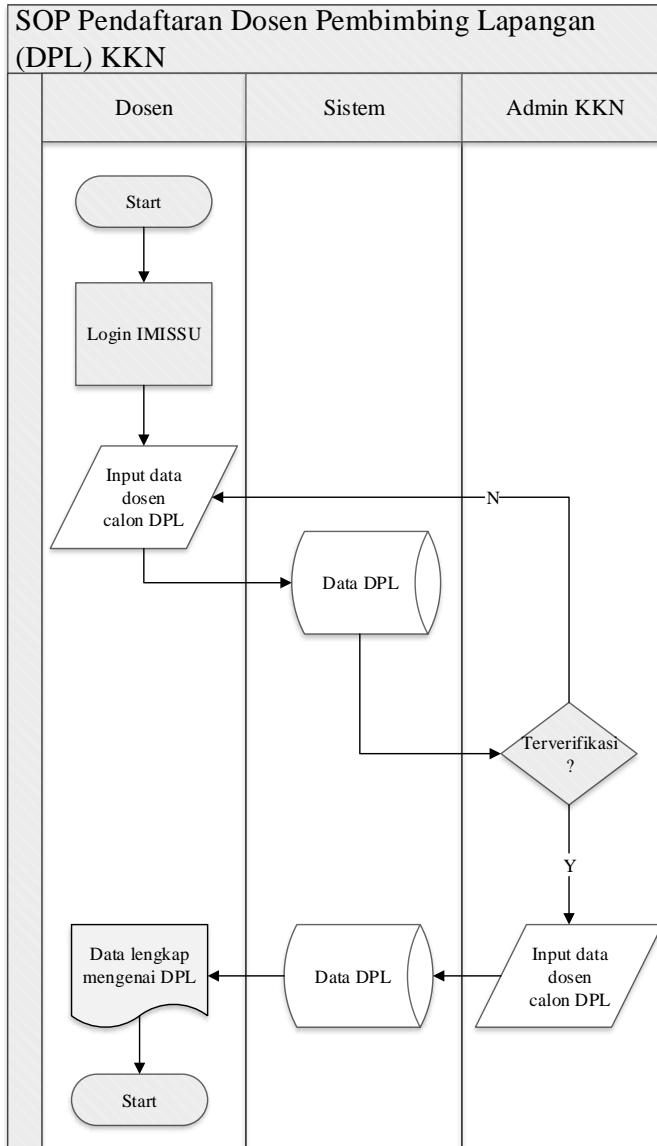 SOP Pendaftaran Dosen Pembimbing Lapangan
(DPL) KKN
Dosen
Sistem
Admin KKN
Start
Login IMISSU
Input data
dosen
calon DPL
N
Data DPL
Terverifikasi
?
Y
Data lengkap
mengenai DPL
Data DPL
Input data
dosen
calon DPL
Start